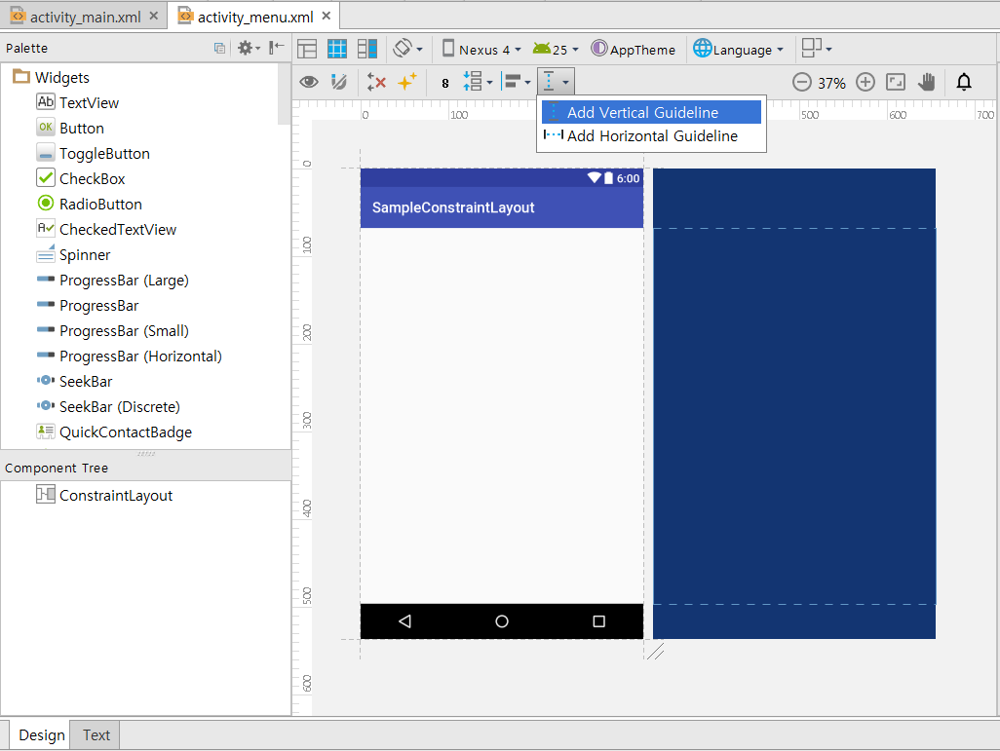 activity_main.xml
activity_menu.xml
Palette
Nexus 4
25
AppTheme
Language
8
37%
Add Vertical Guideline
Add Horizontal Guideline
Widgets
Ab TextView
OK Button
ToggleButton
CheckBox
RadioButton
A CheckedTextView
Spinner
ProgressBar (Large)
ProgressBar
ProgressBar (Small)
ProgressBar (Horizontal)
SeekBar
SeekBar (Discrete)
QuickContactBadge
Component Tree
ConstraintLayout
0 100 500 600 700
0
100
200
300
400
500
600
6:00
SampleConstraintLayout
Design
Text